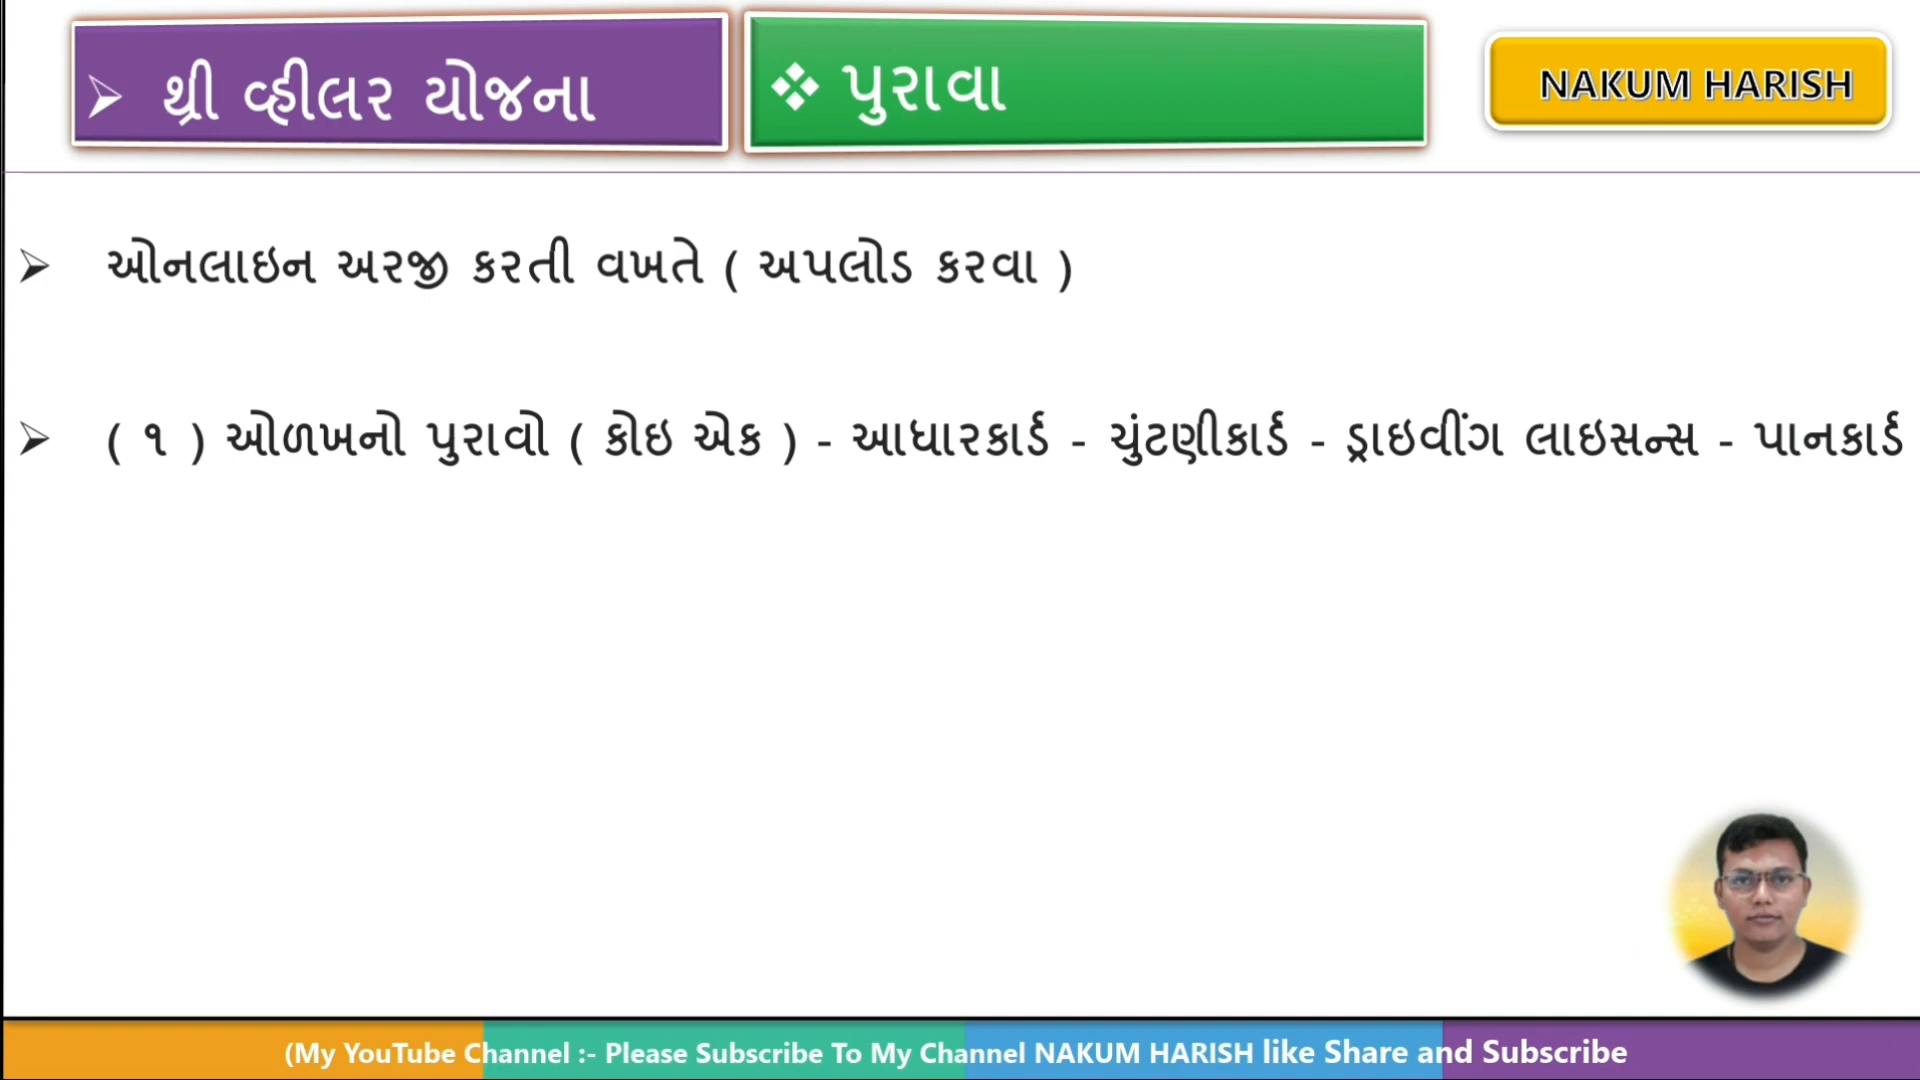 ➢ થ્રી વ્હીલર યોજના
❖ પુરાવા
NAKUM HARISH
➢ ઓનલાઇન અરજી કરતી વખતે ( અપલોડ કરવા )
➢ ( ૧ ) ઓળખનો પુરાવો ( કોઇ એક ) - આધારકાર્ડ - ચુંટણીકાર્ડ - ડ્રાઇવીંગ લાઇસન્સ - પાનકાર્ડ
(My YouTube Channel :- Please Subscribe To My Channel NAKUM HARISH like Share and Subscribe